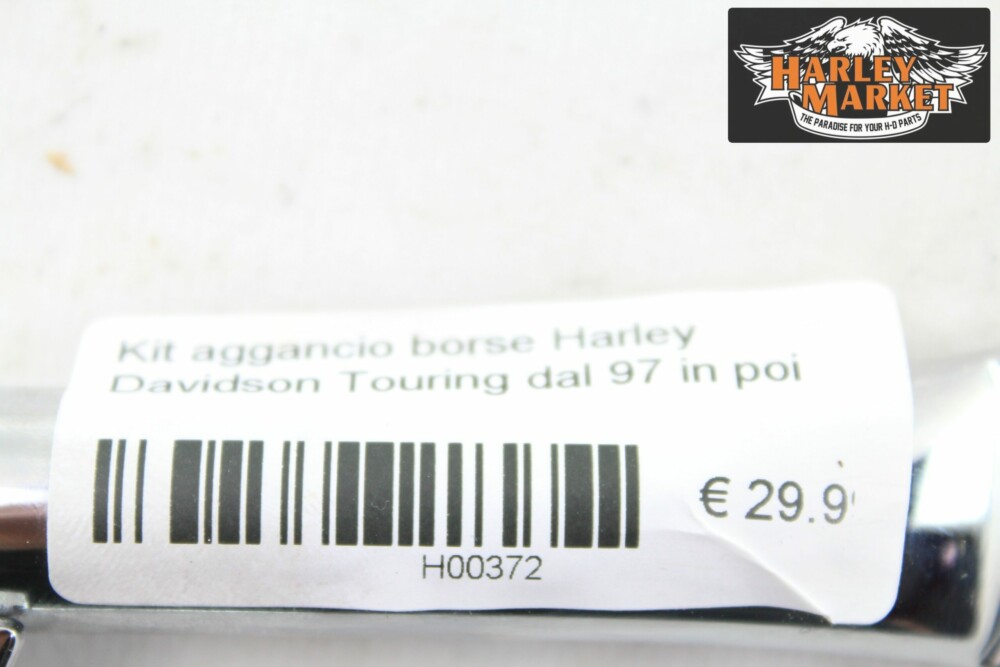 HARLEY
MARKET
THE PARADISE FOR YOUR H-D PARTS
Kit aggancio borse Harley
Davidson Touring dal 97 in poi
€ 29.9
H00372